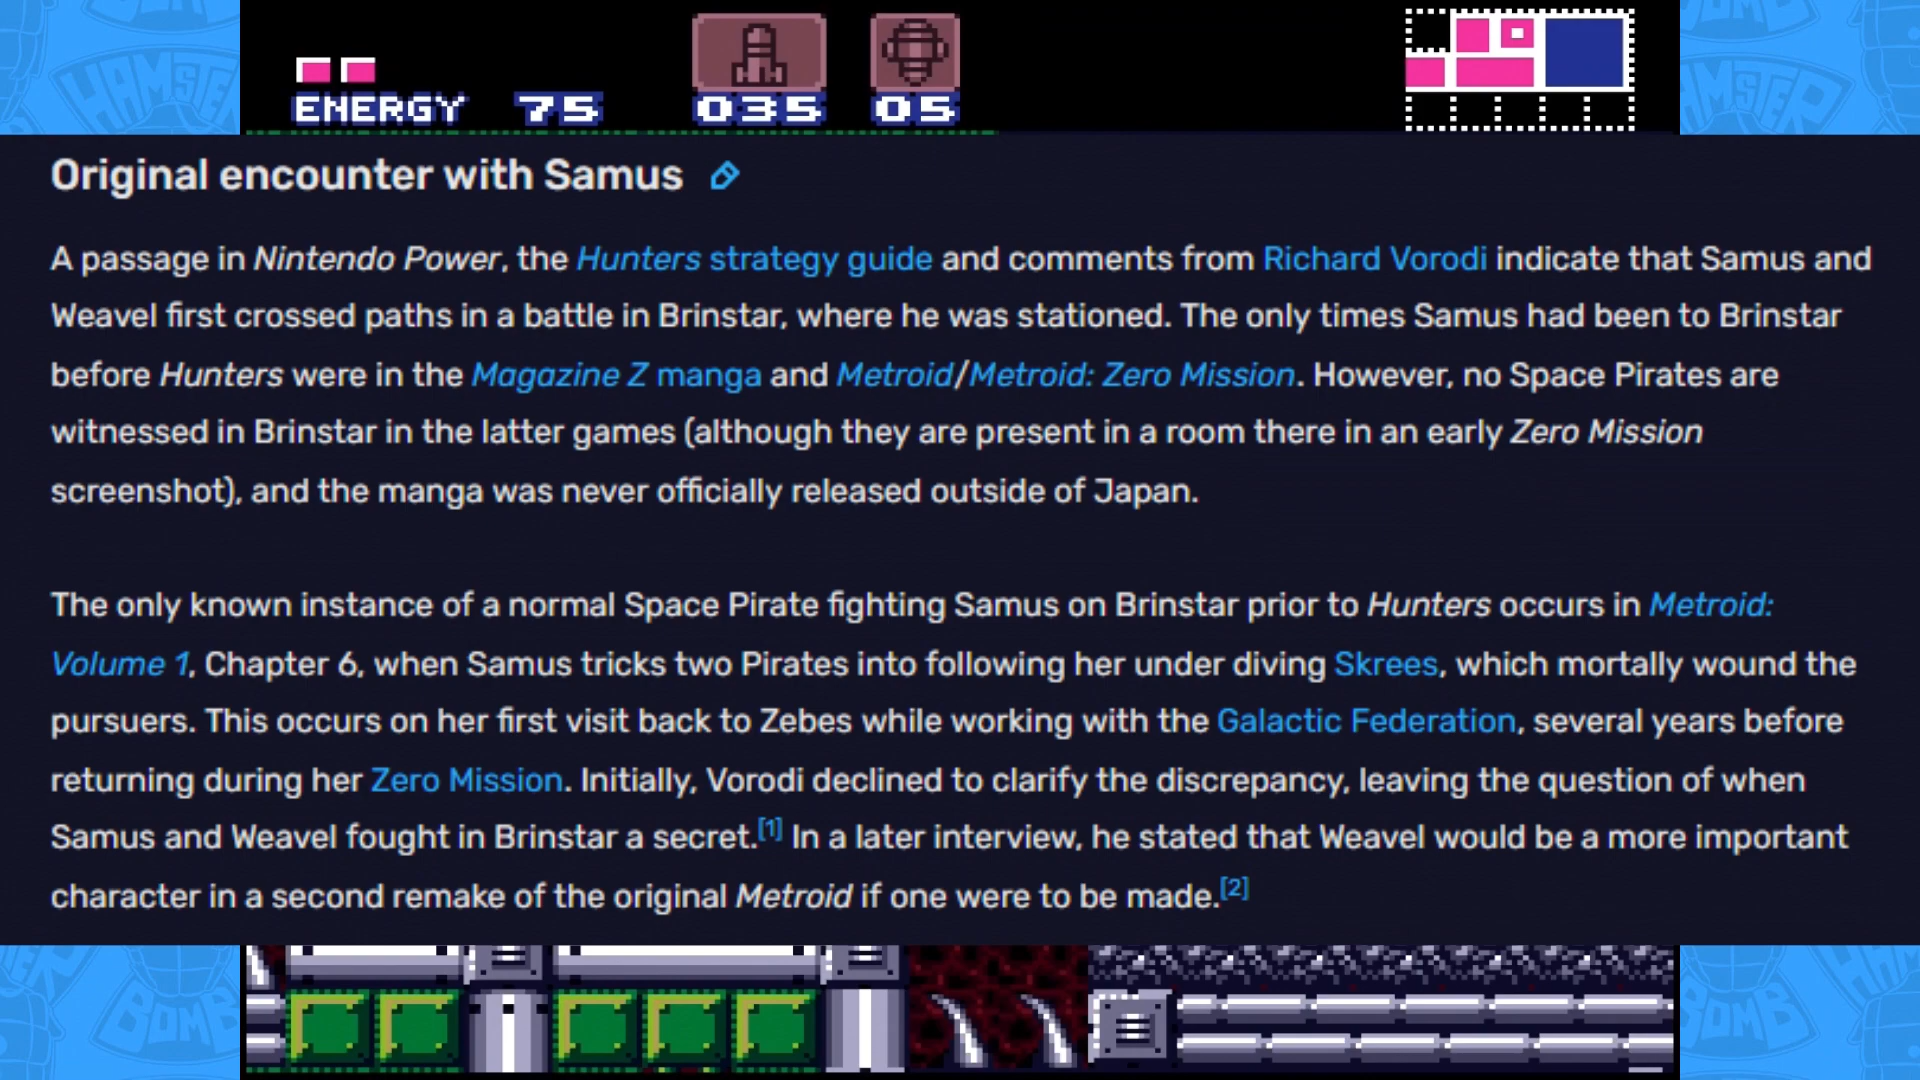 HAMSTER
BOMB
HAMSTER
ENERGY 75 035 05
Original encounter with Samus
A passage in Nintendo Power, the Hunters strategy guide and comments from Richard Vorodi indicate that Samus and
Weavel first crossed paths in a battle in Brinstar, where he was stationed. The only times Samus had been to Brinstar
before Hunters were in the Magazine Z manga and Metroid/Metroid: Zero Mission. However, no Space Pirates are
witnessed in Brinstar in the latter games (although they are present in a room there in an early Zero Mission
screenshot), and the manga was never officially released outside of Japan.
The only known instance of a normal Space Pirate fighting Samus on Brinstar prior to Hunters occurs in Metroid:
Volume 1, Chapter 6, when Samus tricks two Pirates into following her under diving Skrees, which mortally wound the
pursuers. This occurs on her first visit back to Zebes while working with the Galactic Federation, several years before
returning during her Zero Mission. Initially, Vorodi declined to clarify the discrepancy, leaving the question of when
Samus and Weavel fought in Brinstar a secret.[1] In a later interview, he stated that Weavel would be a more important
character in a second remake of the original Metroid if one were to be made.[2]
BOMB
BOMB